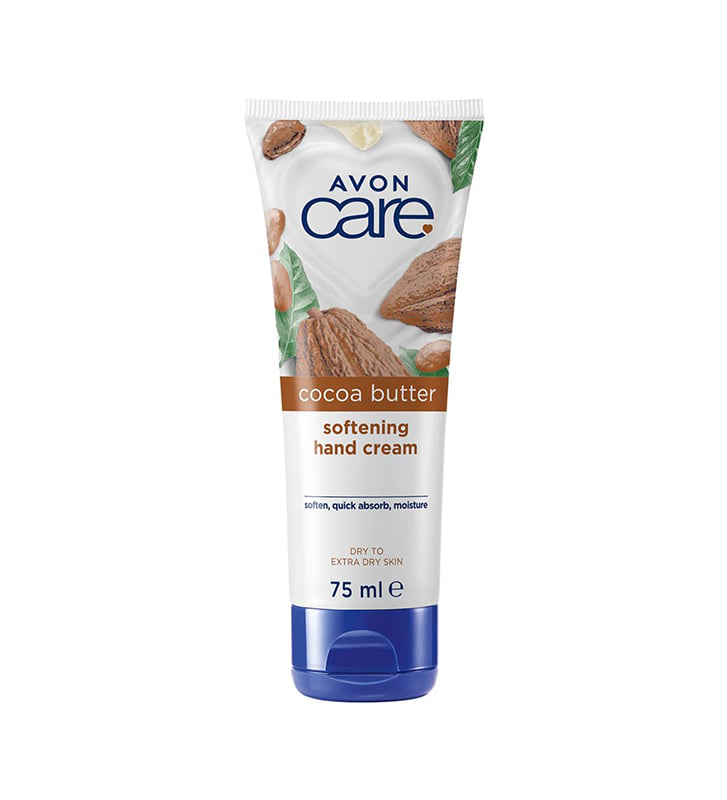 AVON
care
cocoa butter
softening
hand cream
soften, quick absorb, moisture
DRY TO
EXTRA DRY SKIN
75 ml e